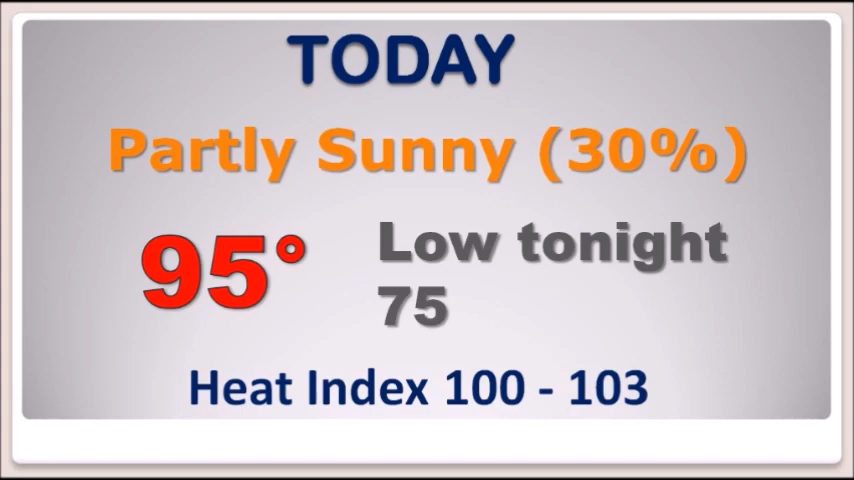 TODAY
Partly Sunny (30%)
95°
Low tonight
75
Heat Index 100 - 103